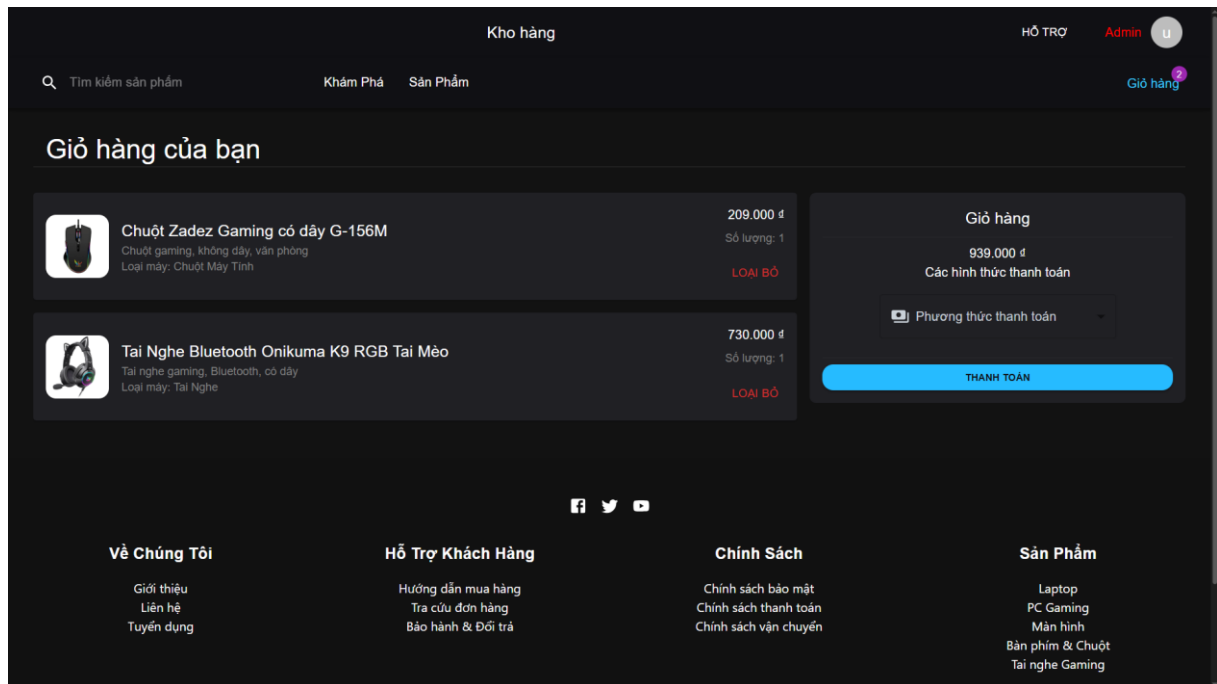 Kho hàng
HỖ TRỢ
Admin
u
Tìm kiếm sản phẩm
Khám Phá
Sản Phẩm
Giỏ hàng
2
Giỏ hàng của bạn
Chuột Zadez Gaming có dây G-156M
Chuột gaming, không dây, văn phòng
Loại máy: Chuột Máy Tính
209.000 đ
Số lượng: 1
LOẠI BỎ
Tai Nghe Bluetooth Onikuma K9 RGB Tai Mèo
Tai nghe gaming, Bluetooth, có dây
Loại máy: Tai Nghe
730.000 đ
Số lượng: 1
LOẠI BỎ
Giỏ hàng
939.000 đ
Các hình thức thanh toán
Phương thức thanh toán
THANH TOÁN
Về Chúng Tôi
Giới thiệu
Liên hệ
Tuyển dụng
Hỗ Trợ Khách Hàng
Hướng dẫn mua hàng
Tra cứu đơn hàng
Bảo hành & Đổi trả
Chính Sách
Chính sách bảo mật
Chính sách thanh toán
Chính sách vận chuyển
Sản Phẩm
Laptop
PC Gaming
Màn hình
Bàn phím & Chuột
Tai nghe Gaming